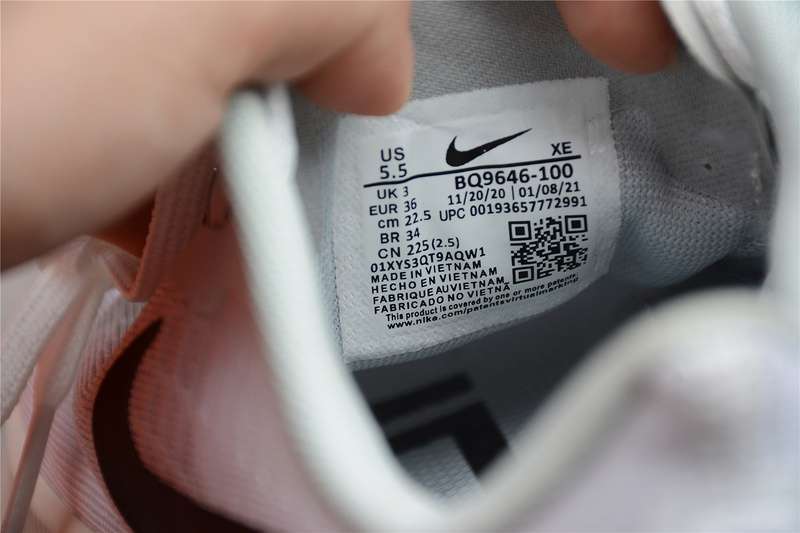 US
5.5
XE
UK 3
EUR 36
cm 22.5
BR 34
CN 225(2.5)
BQ9646-100
11/20/20 | 01/08/21
UPC 00193657772991
01XYS3QT9AQW1
MADE IN VIETNAM
HECHO EN VIETNAM
FABRIQUE AU VIETNAM
FABRICADO NO VIETNÃ
This product is covered by one or more patents.
www.nike.com/patents